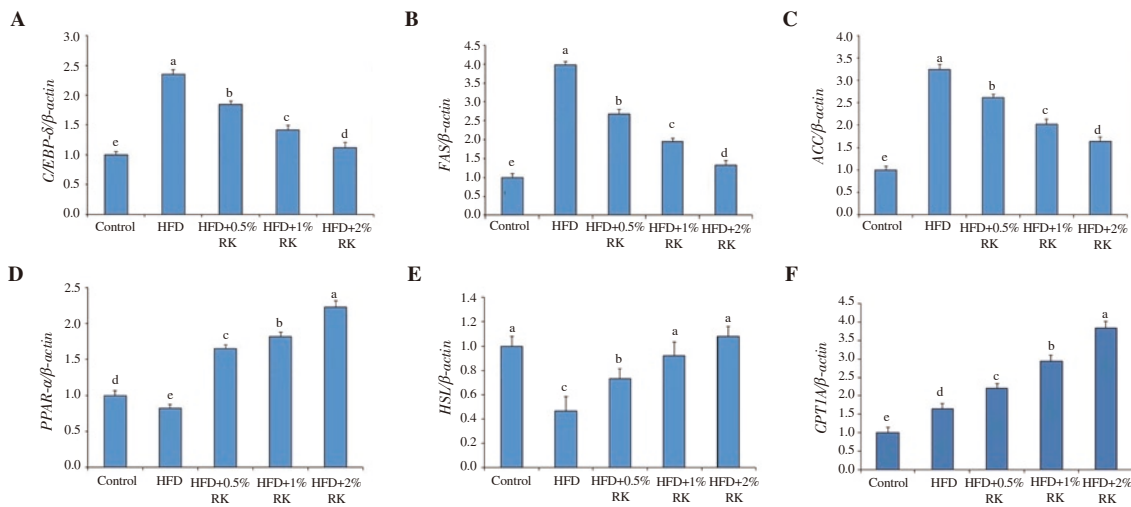 A
C/EBP-δ/β-actin
3.0
2.5
2.0
1.5
1.0
0.5
0.0
e
a
b
c
d
Control
HFD
HFD+0.5%
RK
HFD+1%
RK
HFD+2%
RK
B
FAS/β-actin
4.5
4.0
3.5
3.0
2.5
2.0
1.5
1.0
0.5
0.0
e
a
b
c
d
Control
HFD
HFD+0.5%
RK
HFD+1%
RK
HFD+2%
RK
C
ACC/β-actin
4.0
3.5
3.0
2.5
2.0
1.5
1.0
0.5
0.0
e
a
b
c
d
Control
HFD
HFD+0.5%
RK
HFD+1%
RK
HFD+2%
RK
D
PPAR-α/β-actin
2.5
2.0
1.5
1.0
0.5
0.0
d
e
c
b
a
Control
HFD
HFD+0.5%
RK
HFD+1%
RK
HFD+2%
RK
E
HSL/β-actin
1.4
1.2
1.0
0.8
0.6
0.4
0.2
0.0
a
c
b
a
a
Control
HFD
HFD+0.5%
RK
HFD+1%
RK
HFD+2%
RK
F
CPT1A/β-actin
4.5
4.0
3.5
3.0
2.5
2.0
1.5
1.0
0.5
0.0
e
d
c
b
a
Control
HFD
HFD+0.5%
RK
HFD+1%
RK
HFD+2%
RK